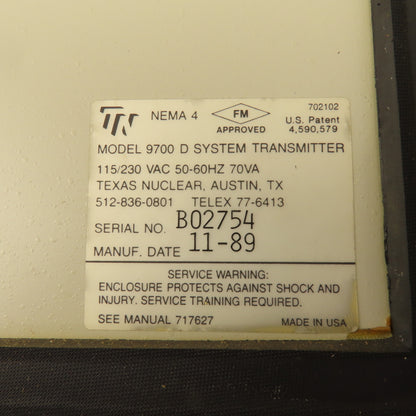 TN NEMA 4 FM APPROVED 702102
U.S. Patent
4,590,579
MODEL 9700 D SYSTEM TRANSMITTER
115/230 VAC 50-60HZ 70VA
TEXAS NUCLEAR, AUSTIN, TX
512-836-0801 TELEX 77-6413
SERIAL NO. B02754
MANUF. DATE 11-89
SERVICE WARNING:
ENCLOSURE PROTECTS AGAINST SHOCK AND
INJURY. SERVICE TRAINING REQUIRED.
SEE MANUAL 717627 MADE IN USA